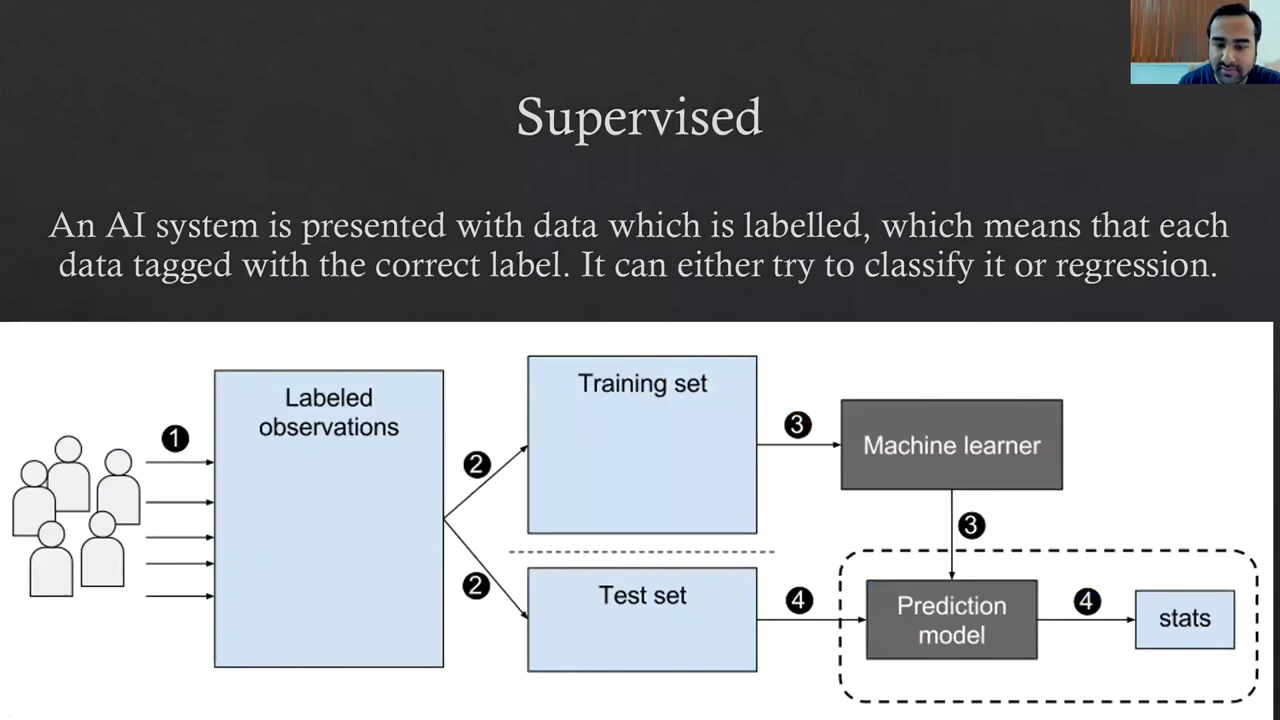 Supervised
An AI system is presented with data which is labelled, which means that each
data tagged with the correct label. It can either try to classify it or regression.
1
Labeled
observations
2
2
Training set
Test set
3
Machine learner
3
4
Prediction
model
4
stats